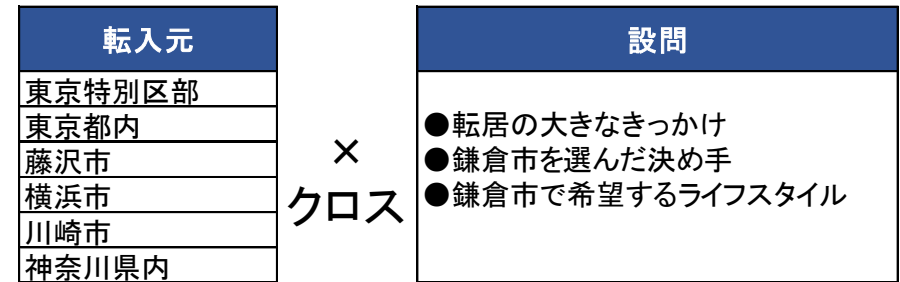 転入元
東京特別区部
東京都内
藤沢市
横浜市
川崎市
神奈川県内
×
クロス
設問
●転居の大きなきっかけ
●鎌倉市を選んだ決め手
●鎌倉市で希望するライフスタイル